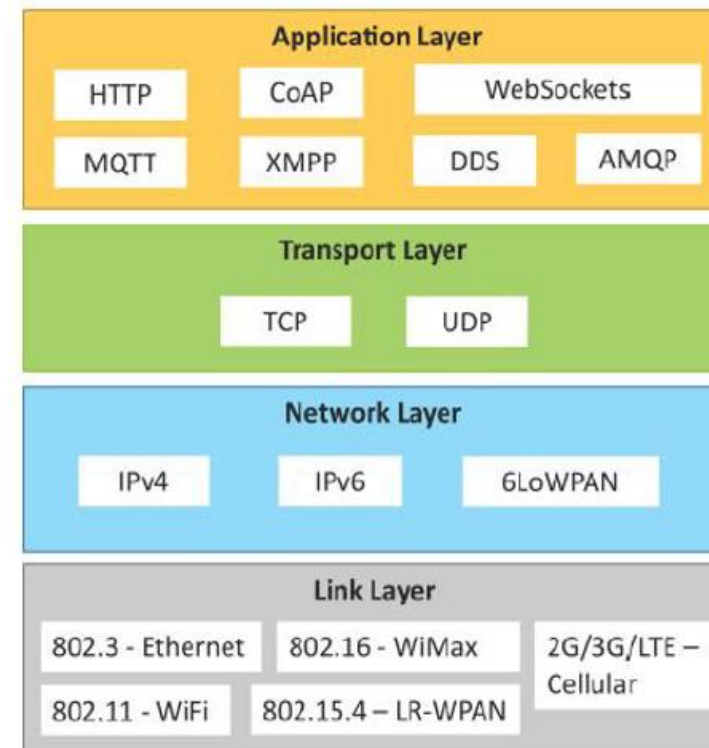 Application Layer
HTTP
CoAP
WebSockets
MQTT
XMPP
DDS
AMQP
Transport Layer
TCP
UDP
Network Layer
IPv4
IPv6
6LoWPAN
Link Layer
802.3 - Ethernet
802.16 - WiMax
2G/3G/LTE –
Cellular
802.11 - WiFi
802.15.4 – LR-WPAN